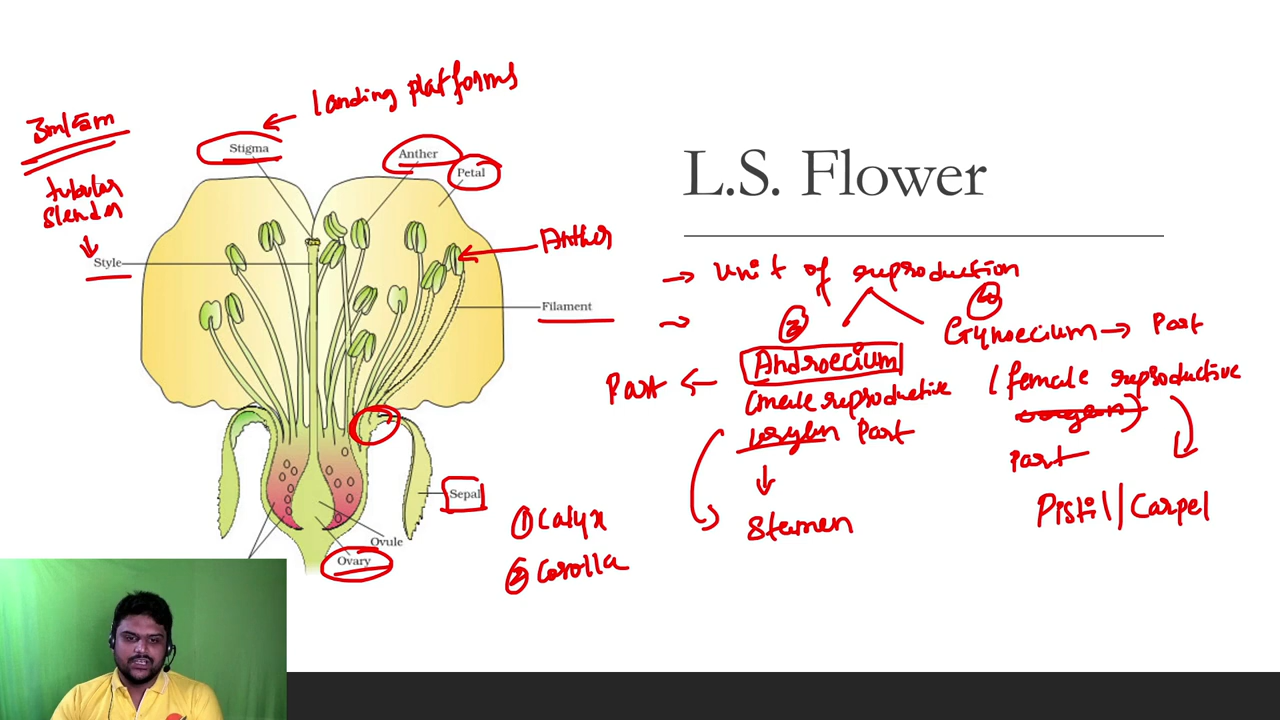 L.S. Flower
landing platforms
3m/5m
Stigma
Anther
Petal
tubular
slender
Style
Anther
Filament
Sepal
Ovule
Ovary
① Calyx
② Corolla
→ Unit of reproduction
③
④
Androecium
Gynoecium → Part
Part ←
(male reproductive
organ Part
(female reproductive
organ)
Part
Stamen
Pistil/Carpel